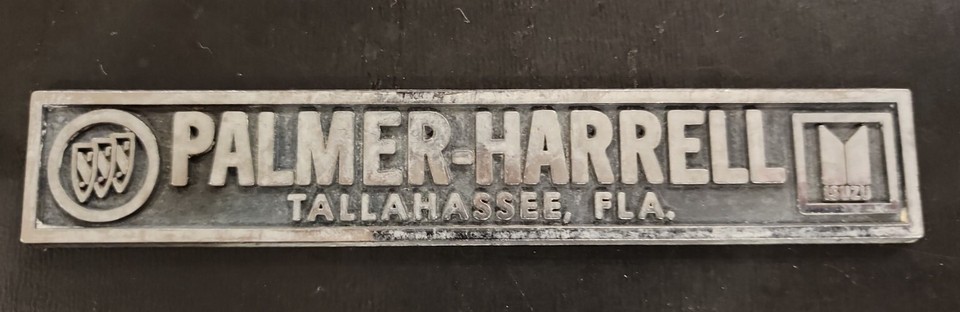 PALMER-HARRELL
TALLAHASSEE, FLA.
ISUZU